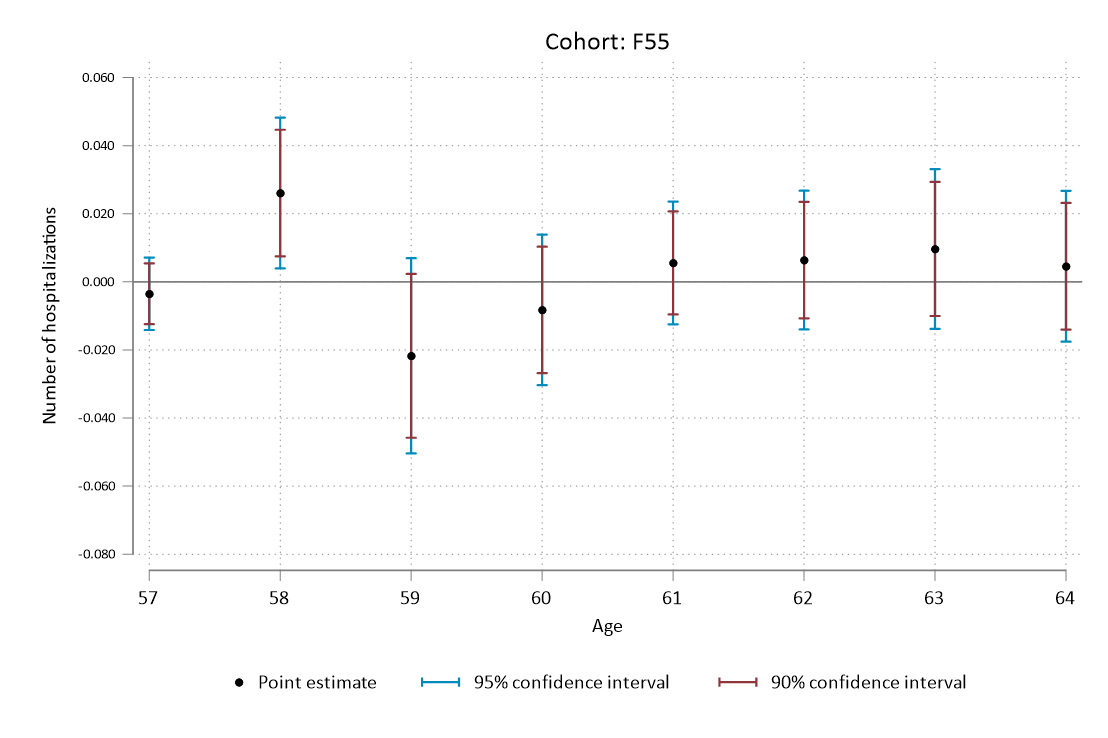 Cohort: F55
0.060
0.040
0.020
0.000
-0.020
-0.040
-0.060
-0.080
Number of hospitalizations
57 58 59 60 61 62 63 64
Age
Point estimate 95% confidence interval 90% confidence interval